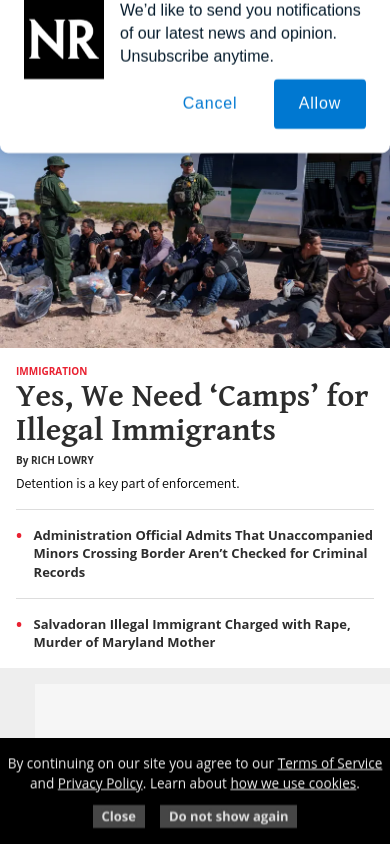 NR
We'd like to send you notifications
of our latest news and opinion.
Unsubscribe anytime.
Cancel
Allow
IMMIGRATION
Yes, We Need ‘Camps’ for
Illegal Immigrants
By RICH LOWRY
Detention is a key part of enforcement.
• Administration Official Admits That Unaccompanied
Minors Crossing Border Aren’t Checked for Criminal
Records
• Salvadoran Illegal Immigrant Charged with Rape,
Murder of Maryland Mother
By continuing on our site you agree to our Terms of Service
and Privacy Policy. Learn about how we use cookies.
Close
Do not show again